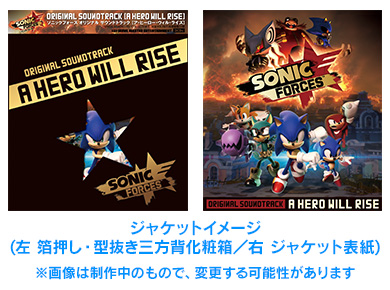 ORIGINAL SOUNDTRACK [A HERO WILL RISE]
ソニックフォース オリジナル サウンドトラック [ア・ヒーロー・ウィル・ライズ]
SONIC FORCES
ORIGINAL SOUNDTRACK
A HERO WILL RISE
SONIC FORCES
SONIC FORCES
ORIGINAL SOUNDTRACK A HERO WILL RISE
ジャケットイメージ
(左 箔押し・型抜き三方背化粧箱／右 ジャケット表紙)
※画像は制作中のもので、変更する可能性があります